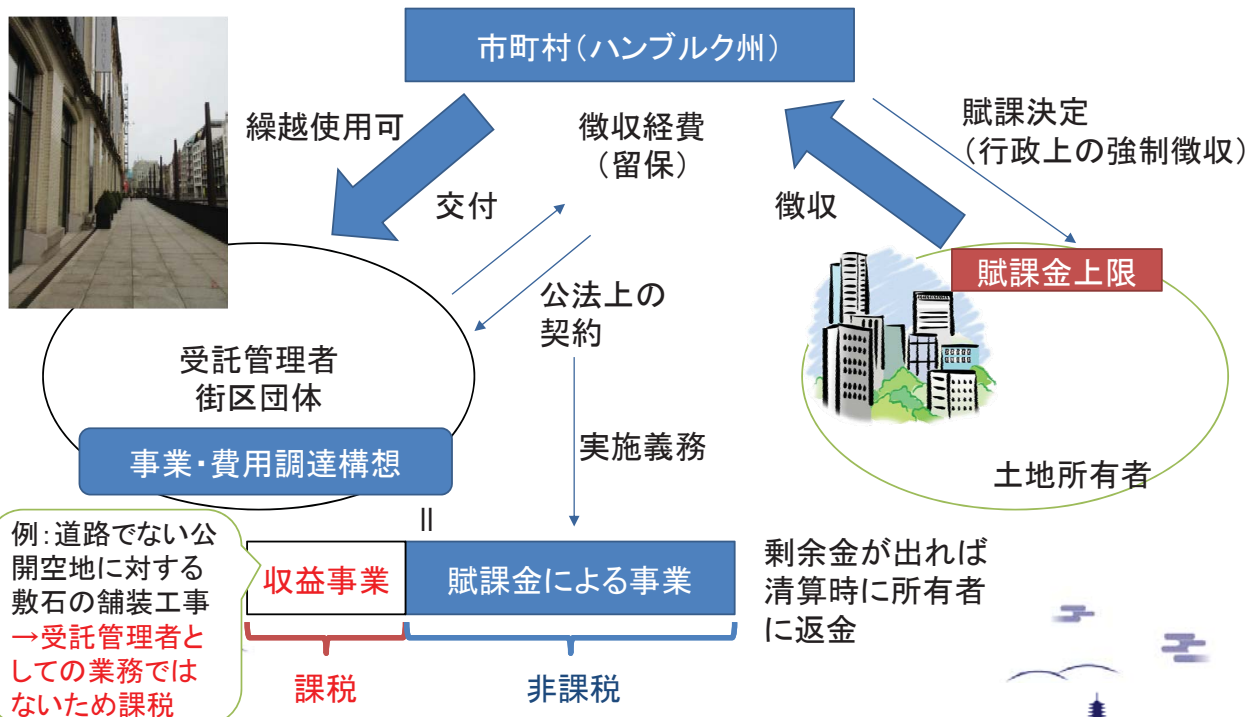 市町村（ハンブルク州）
繰越使用可
交付
徴収経費
（留保）
徴収
賦課決定
（行政上の強制徴収）
賦課金上限
公法上の
契約
受託管理者
街区団体
事業・費用調達構想
実施義務
土地所有者
＝
例：道路でない公
開空地に対する
敷石の舗装工事
→受託管理者と
しての業務では
ないため課税
収益事業
賦課金による事業
剰余金が出れば
清算時に所有者
に返金
課税
非課税